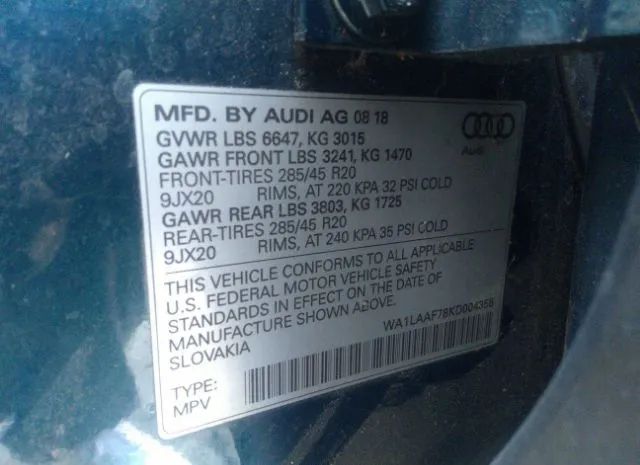 MFD. BY AUDI AG 08 18
GVWR LBS 6647, KG 3015
GAWR FRONT LBS 3241, KG 1470
FRONT-TIRES 285/45 R20
9JX20 RIMS, AT 220 KPA 32 PSI COLD
GAWR REAR LBS 3803, KG 1725
REAR-TIRES 285/45 R20
9JX20 RIMS, AT 240 KPA 35 PSI COLD
Audi
THIS VEHICLE CONFORMS TO ALL APPLICABLE
U.S. FEDERAL MOTOR VEHICLE SAFETY
STANDARDS IN EFFECT ON THE DATE OF
MANUFACTURE SHOWN ABOVE.
SLOVAKIA WA1LAAF78KD004358
TYPE:
MPV